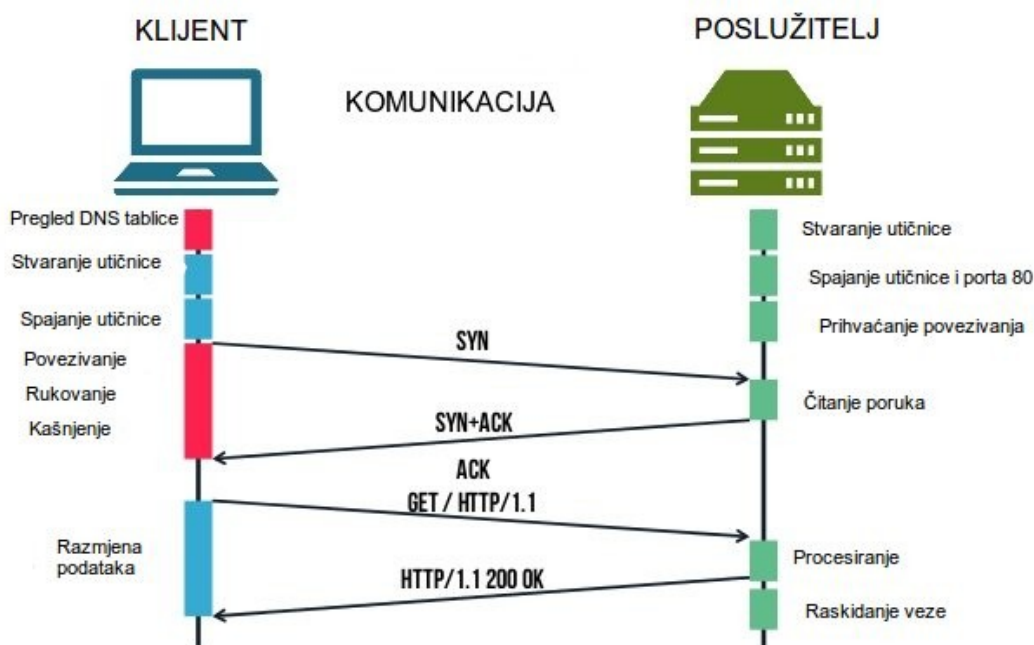 KLIJENT
POSLUŽITELJ
KOMUNIKACIJA
Pregled DNS tablice
Stvaranje utičnice
Stvaranje utičnice
Spajanje utičnice i porta 80
Spajanje utičnice
Prihvaćanje povezivanja
SYN
Povezivanje
Rukovanje
Čitanje poruka
Kašnjenje
SYN+ACK
ACK
GET / HTTP/1.1
Razmjena
podataka
Procesiranje
HTTP/1.1 200 OK
Raskidanje veze